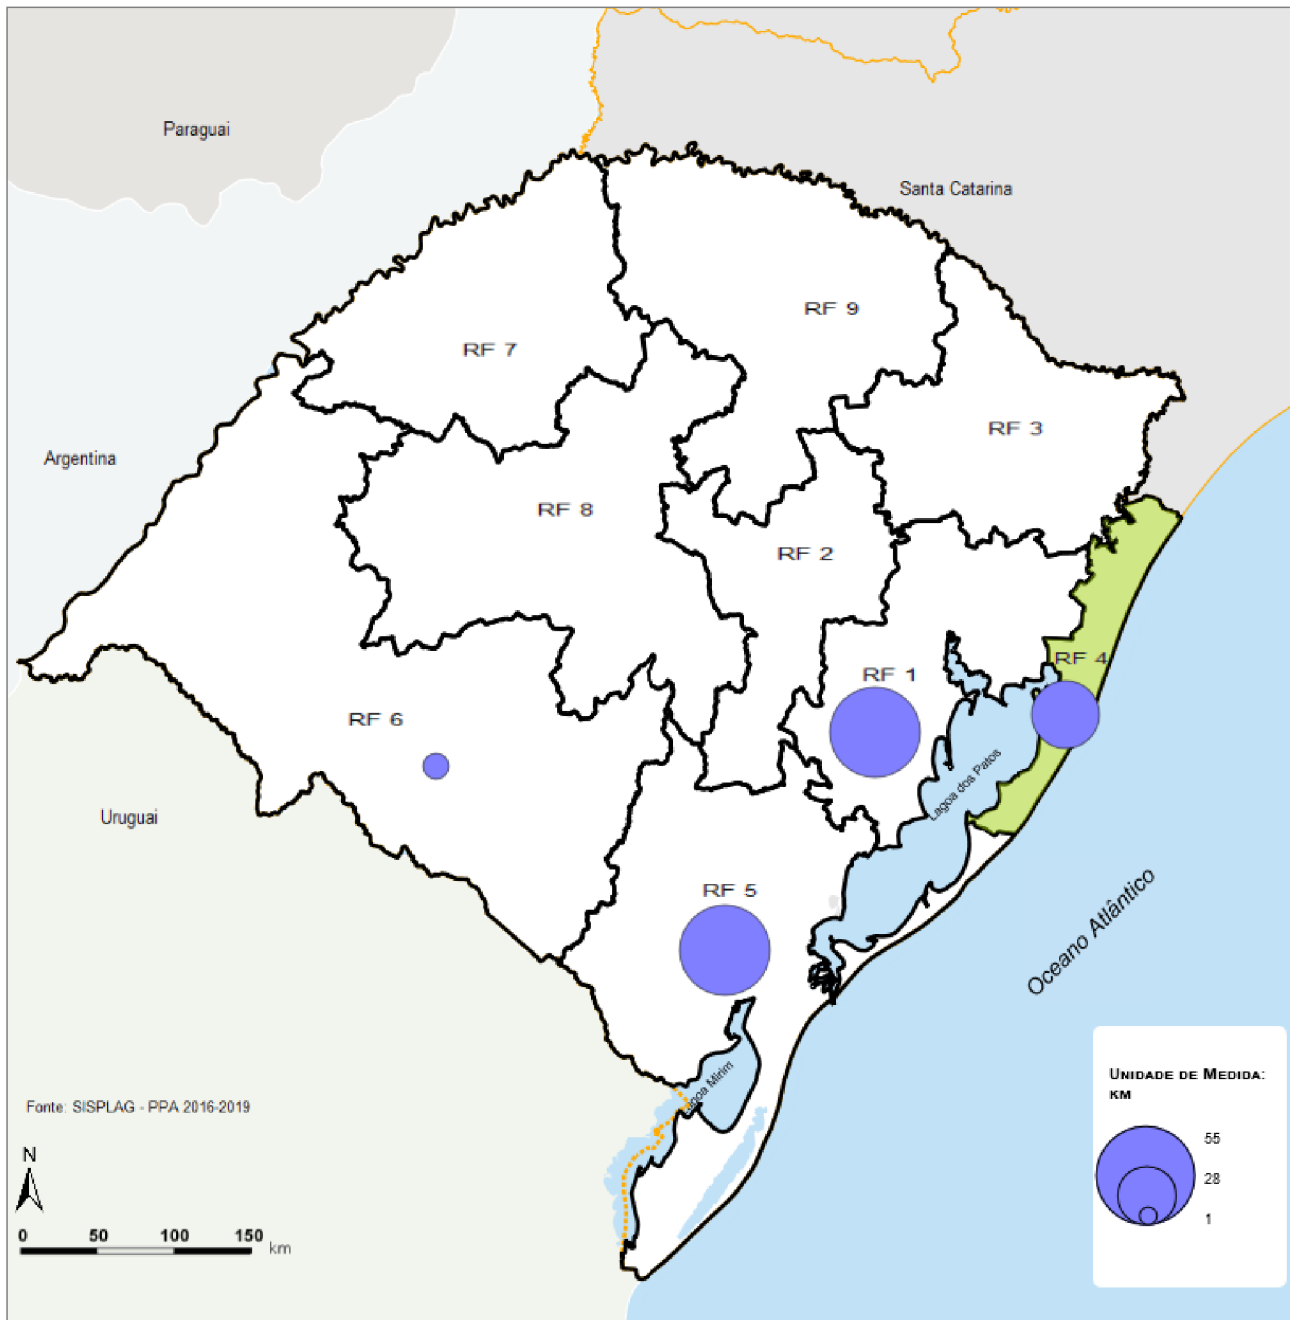 Paraguai
Santa Catarina
RF 9
RF 7
RF 3
Argentina
RF 8
RF 2
RF 4
RF 1
RF 6
Lagoa dos Patos
Uruguai
RF 5
Oceano Atlântico
agoa Mirim
Fonte: SISPLAG - PPA 2016-2019
N
0 50 100 150
km
UNIDADE DE MEDIDA:
KM
55
28
1